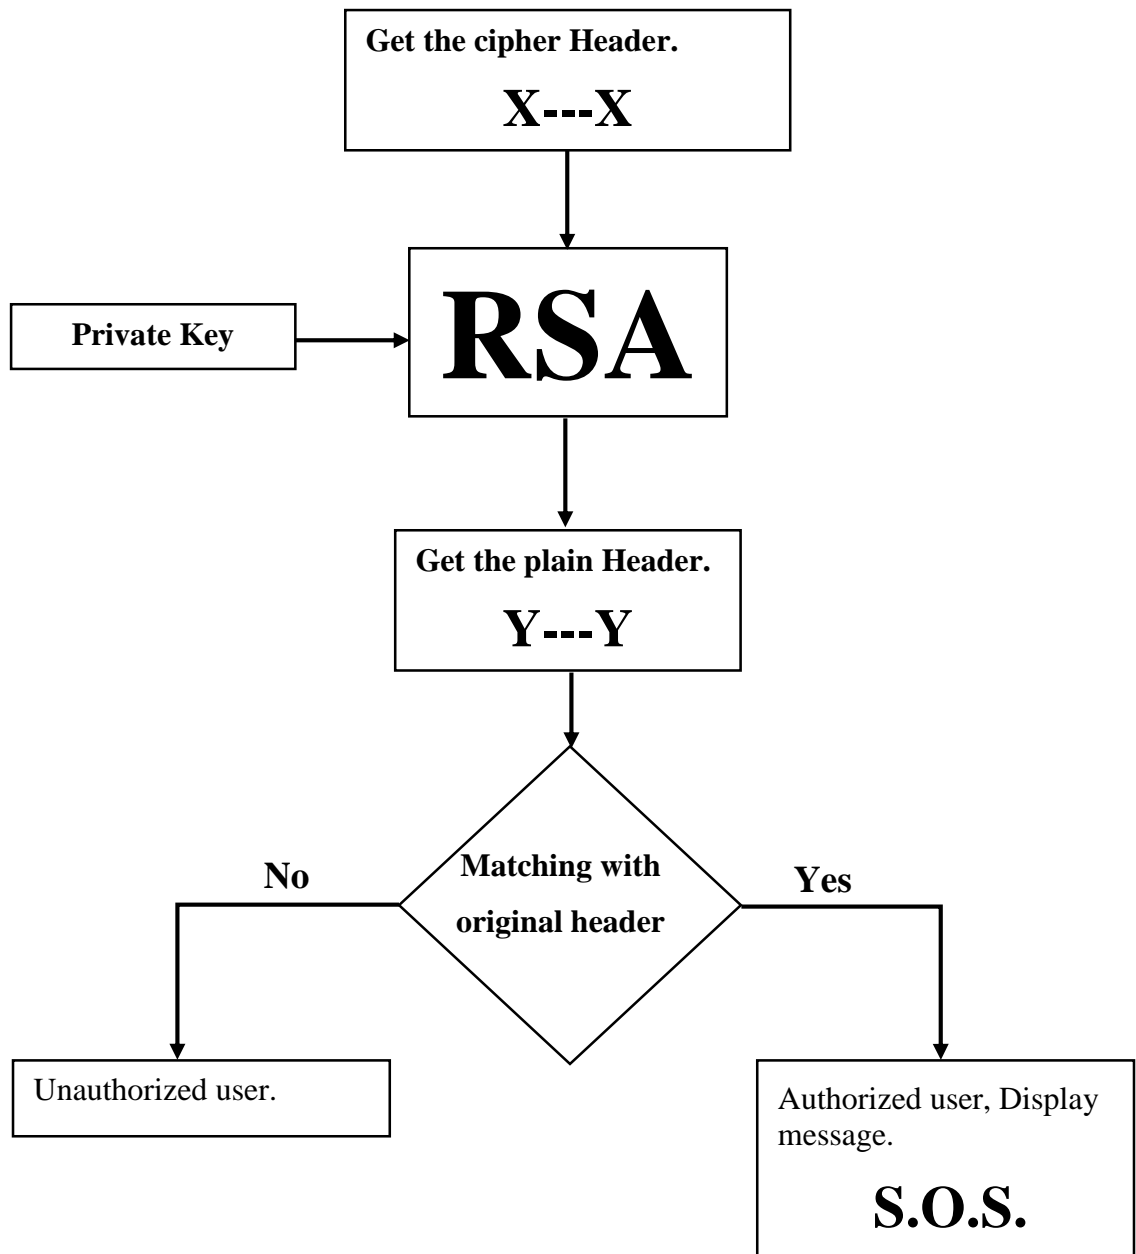 Get the cipher Header.
X---X
Private Key
RSA
Get the plain Header.
Y---Y
Matching with
original header
No
Yes
Unauthorized user.
Authorized user, Display
message.
S.O.S.